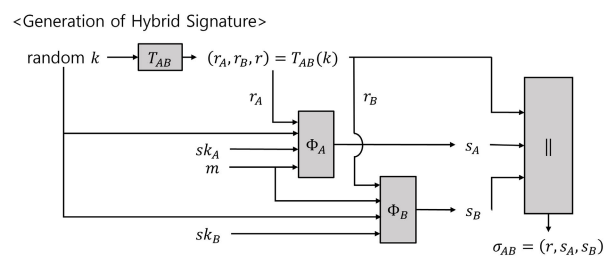 <Generation of Hybrid Signature>
random k
T_AB
(r_A, r_B, r) = T_AB(k)
r_A
r_B
Φ_A
sk_A
s_A
||
m
Φ_B
s_B
sk_B
σ_AB = (r, s_A, s_B)